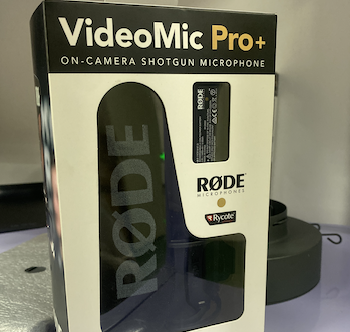 VideoMic Pro+
ON-CAMERA SHOTGUN MICROPHONE
RØDE
RØDE
RØDE
MICROPHONES
Rycote